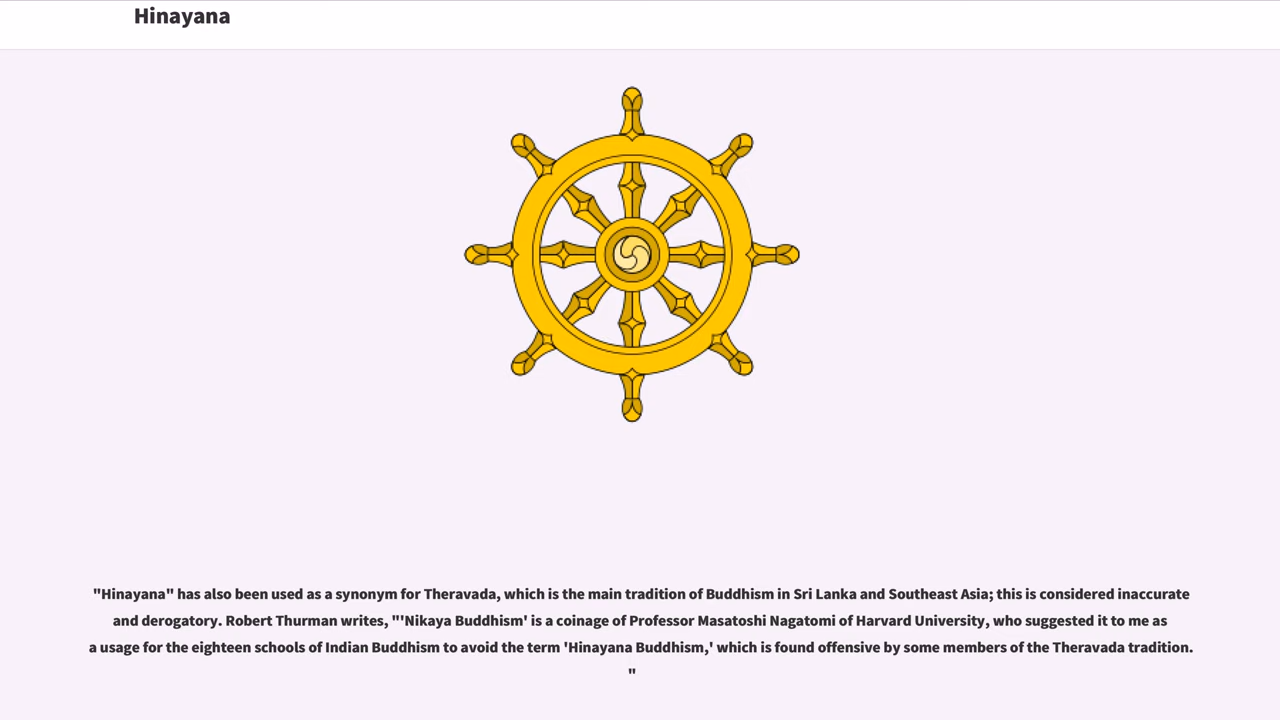 Hinayana
"Hinayana" has also been used as a synonym for Theravada, which is the main tradition of Buddhism in Sri Lanka and Southeast Asia; this is considered inaccurate
and derogatory. Robert Thurman writes, "'Nikaya Buddhism' is a coinage of Professor Masatoshi Nagatomi of Harvard University, who suggested it to me as
a usage for the eighteen schools of Indian Buddhism to avoid the term 'Hinayana Buddhism,' which is found offensive by some members of the Theravada tradition.
"